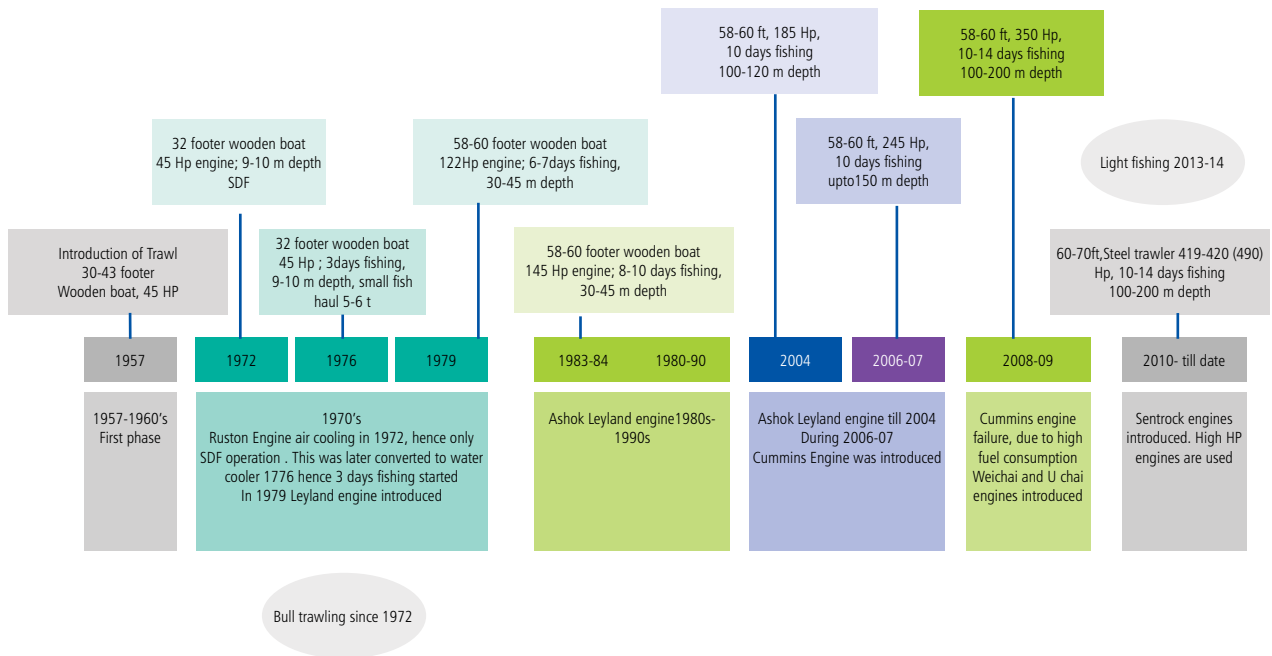 58-60 ft, 185 Hp,
10 days fishing
100-120 m depth
58-60 ft, 350 Hp,
10-14 days fishing
100-200 m depth
32 footer wooden boat
45 Hp engine; 9-10 m depth
SDF
58-60 footer wooden boat
122Hp engine; 6-7days fishing,
30-45 m depth
58-60 ft, 245 Hp,
10 days fishing
upto150 m depth
Light fishing 2013-14
Introduction of Trawl
30-43 footer
Wooden boat, 45 HP
32 footer wooden boat
45 Hp ; 3days fishing,
9-10 m depth, small fish
haul 5-6 t
58-60 footer wooden boat
145 Hp engine; 8-10 days fishing,
30-45 m depth
60-70ft,Steel trawler 419-420 (490)
Hp, 10-14 days fishing
100-200 m depth
1957
1972
1976
1979
1983-84
1980-90
2004
2006-07
2008-09
2010- till date
1957-1960's
First phase
1970's
Ruston Engine air cooling in 1972, hence only
SDF operation . This was later converted to water
cooler 1776 hence 3 days fishing started
In 1979 Leyland engine introduced
Ashok Leyland engine1980s-
1990s
Ashok Leyland engine till 2004
During 2006-07
Cummins Engine was introduced
Cummins engine
failure, due to high
fuel consumption
Weichai and U chai
engines introduced
Sentrock engines
introduced. High HP
engines are used
Bull trawling since 1972